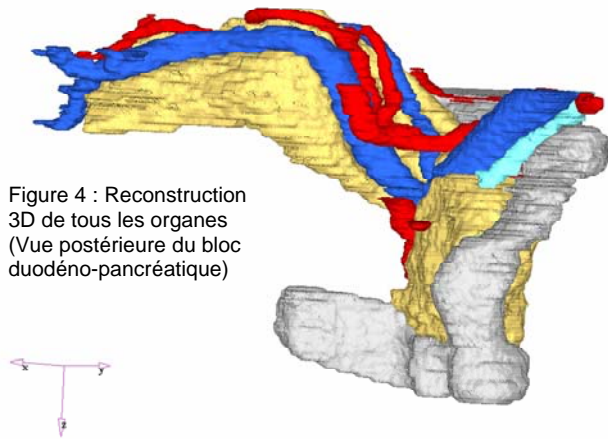 Figure 4 : Reconstruction
3D de tous les organes
(Vue postérieure du bloc
duodéno-pancréatique)
x
y
z